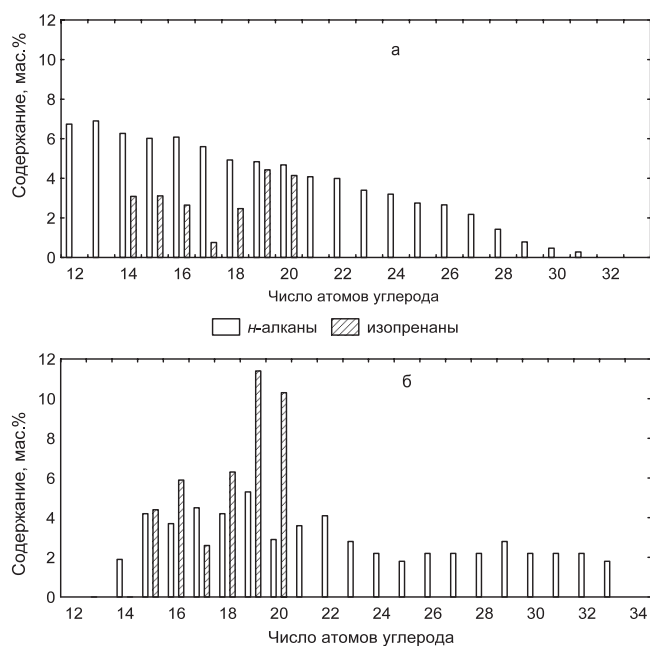 12
а
10
8
6
4
2
0
Содержание, мас.%
12 14 16 18 20 22 24 26 28 30 32
Число атомов углерода
н-алканы изопренаны
12
б
10
8
6
4
2
0
Содержание, мас.%
12 14 16 18 20 22 24 26 28 30 32 34
Число атомов углерода